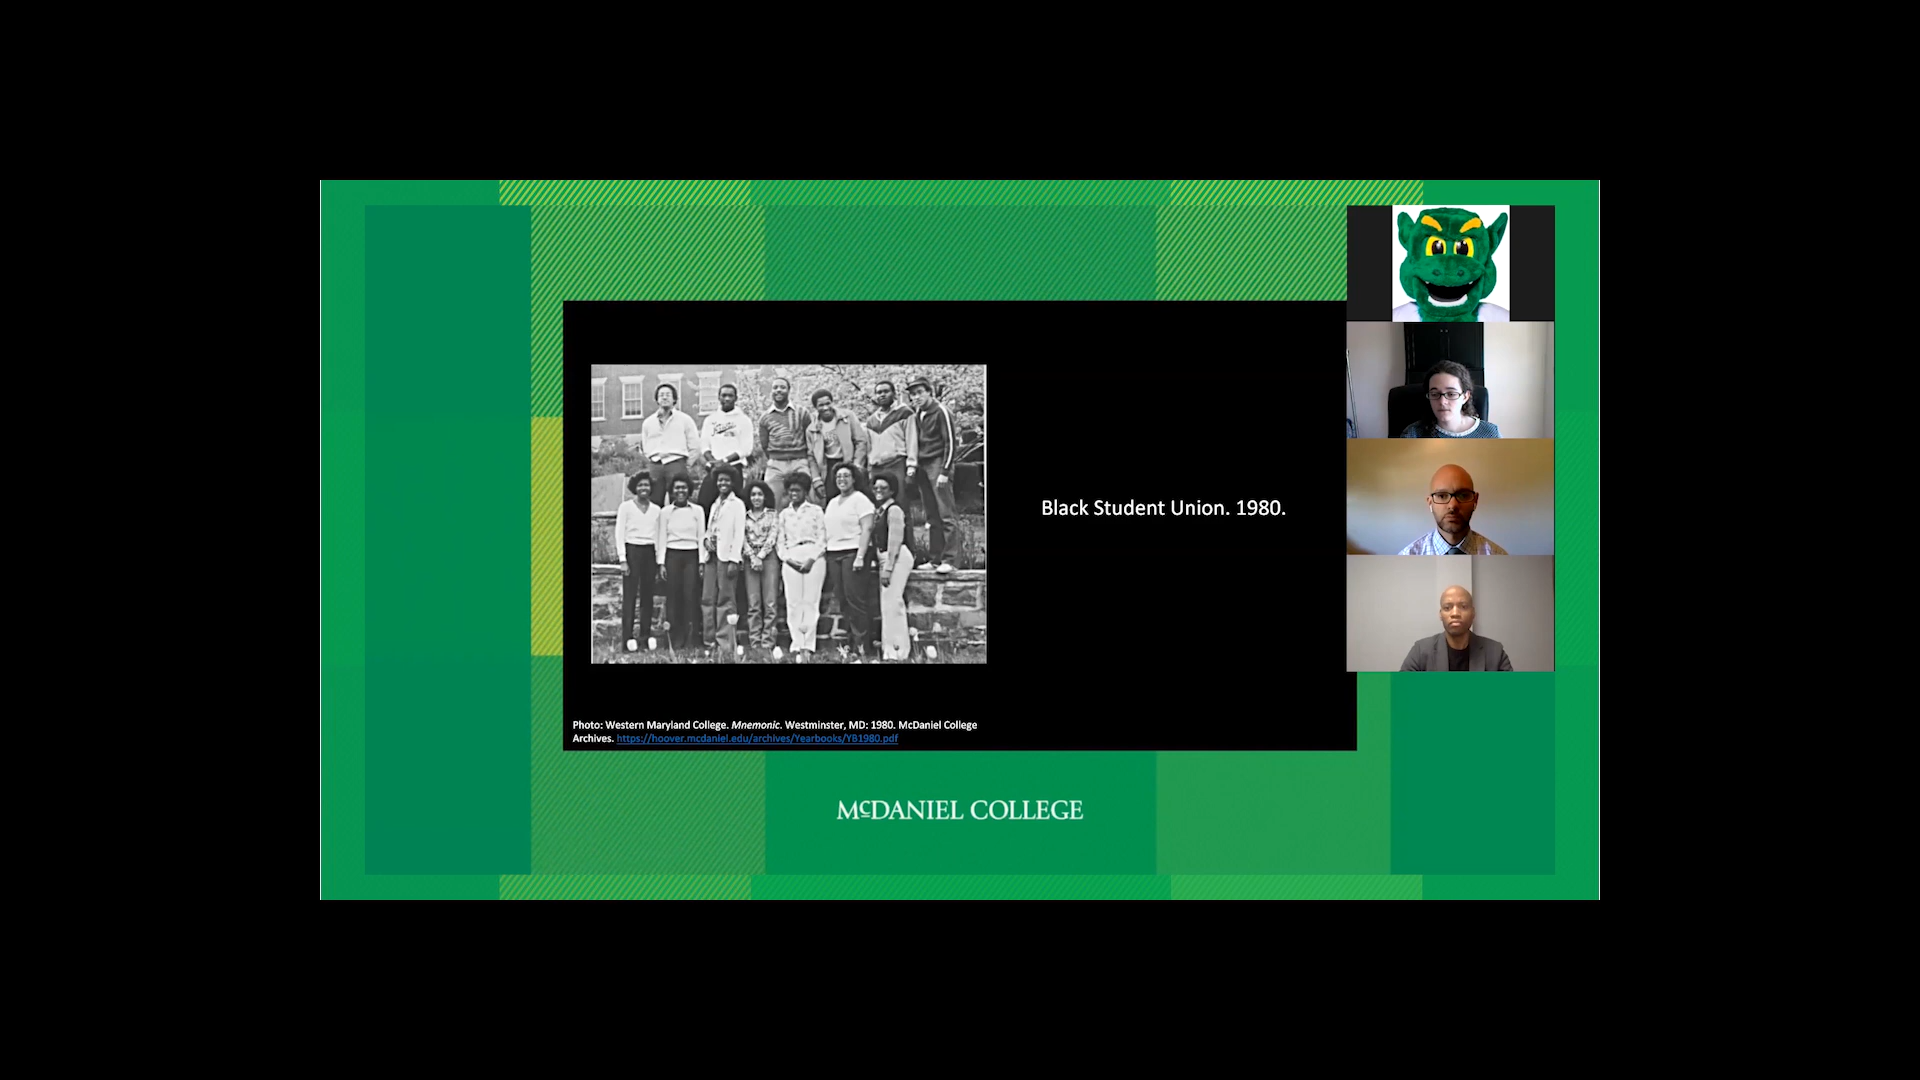 Black Student Union. 1980.
Photo: Western Maryland College. Mnemonic. Westminster, MD: 1980. McDaniel College
Archives. https://hoover.mcdaniel.edu/archives/Yearbooks/YB1980.pdf
McDANIEL COLLEGE